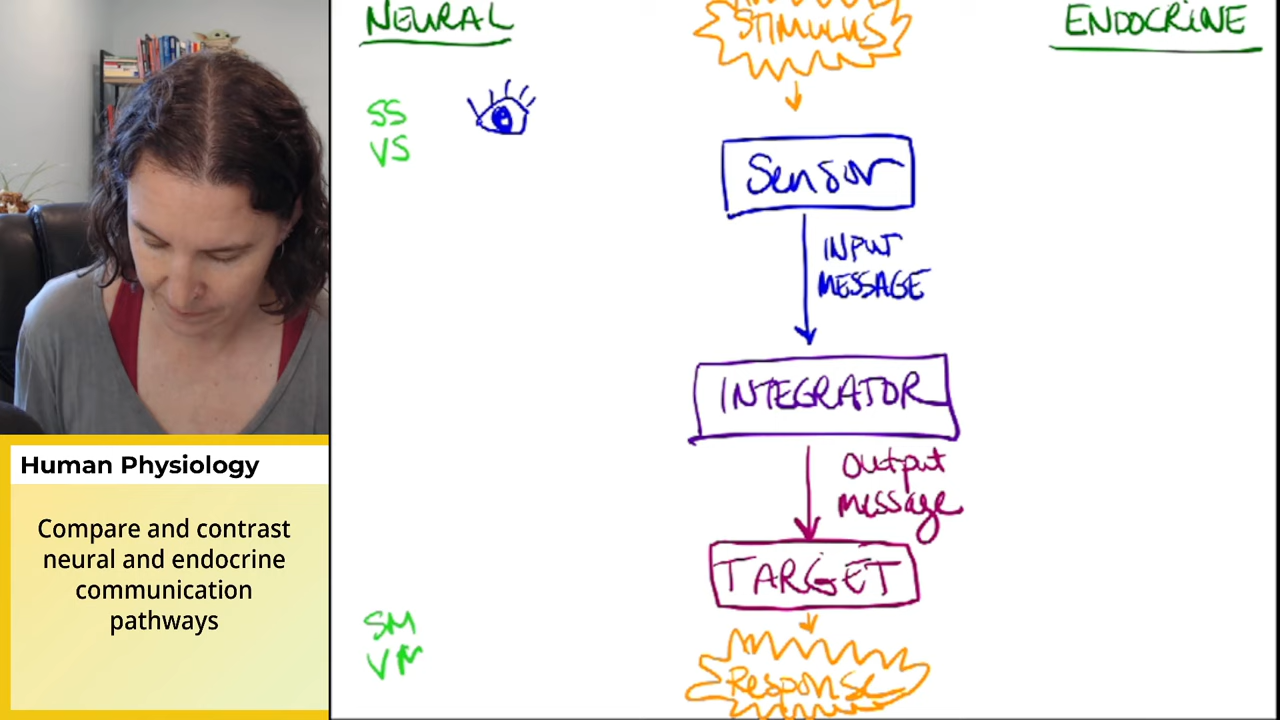 NEURAL
STIMULUS
ENDOCRINE
SS
VS
Sensor
INPUT
MESSAGE
INTEGRATOR
Output
message
TARGET
SM
VM
Response
Human Physiology
Compare and contrast
neural and endocrine
communication
pathways